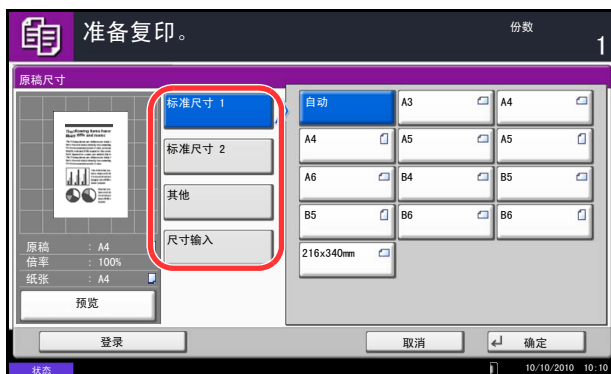 准备复印。
份数
1
原稿尺寸
标准尺寸 1
标准尺寸 2
其他
尺寸输入
自动
A3
A4
A4
A5
A5
A6
B4
B5
B5
B6
B6
216x340mm
原稿 : A4
倍率 : 100%
纸张 : A4
预览
登录
取消
确定
状态
10/10/2010 10:10